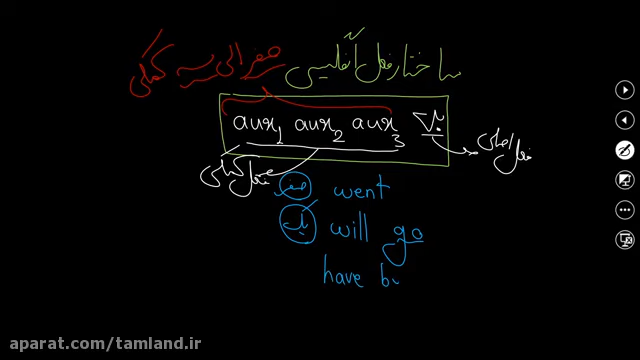 ساختار فعل انگلیسی صفر الی سه کمکی
aux1 aux2 aux3 V.
فعل اصلی
فعل کمکی
صفر went
یک will go
have be
aparat.com/tamland.ir